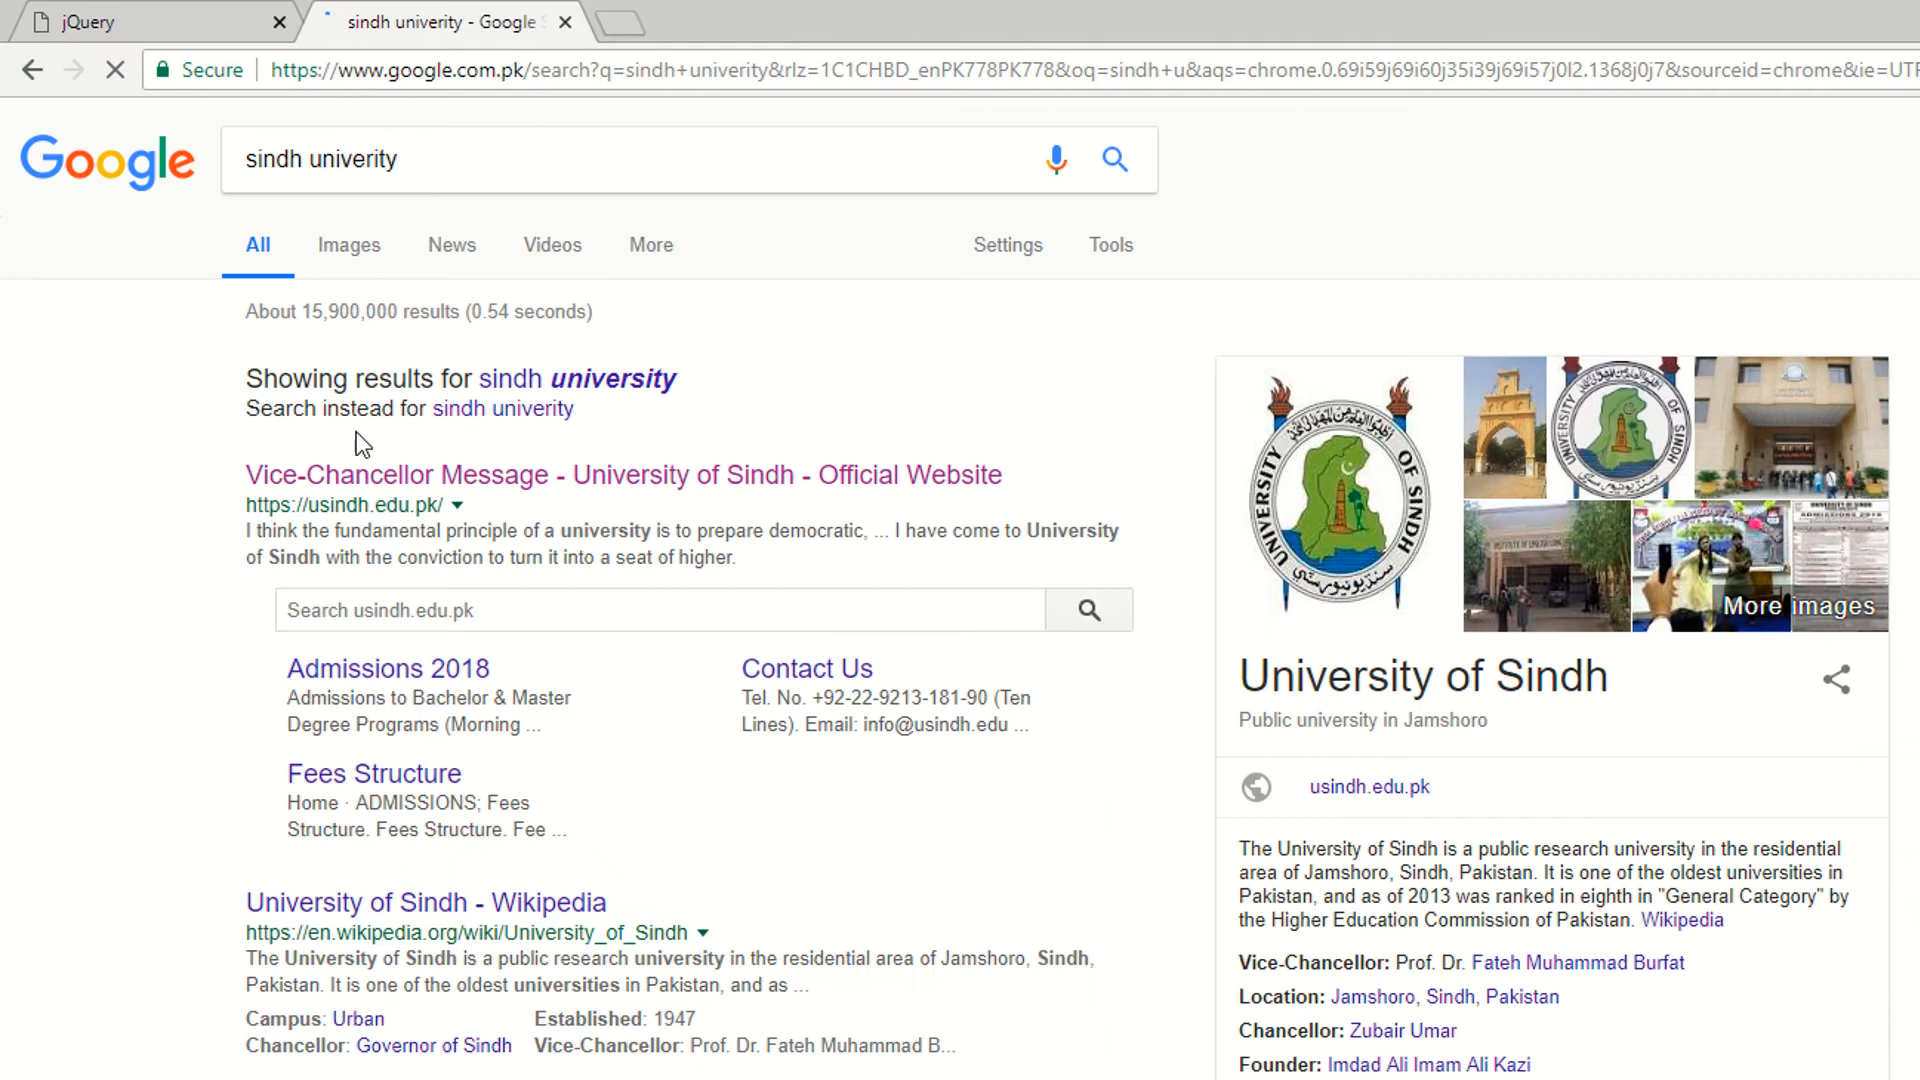 jQuery
sindh univerity - Google S
Secure
https://www.google.com.pk/search?q=sindh+univerity&rlz=1C1CHBD_enPK778PK778&oq=sindh+u&aqs=chrome.0.69i59j69i60j35i39j69i57j0l2.1368j0j7&sourceid=chrome&ie=UTF
Google
sindh univerity
All
Images
News
Videos
More
Settings
Tools
About 15,900,000 results (0.54 seconds)
Showing results for sindh university
Search instead for sindh univerity
Vice-Chancellor Message - University of Sindh - Official Website
https://usindh.edu.pk/
I think the fundamental principle of a university is to prepare democratic, ... I have come to University
of Sindh with the conviction to turn it into a seat of higher.
Search usindh.edu.pk
Admissions 2018
Admissions to Bachelor & Master
Degree Programs (Morning ...
Contact Us
Tel. No. +92-22-9213-181-90 (Ten
Lines). Email: info@usindh.edu ...
Fees Structure
Home · ADMISSIONS; Fees
Structure. Fees Structure. Fee ...
University of Sindh - Wikipedia
https://en.wikipedia.org/wiki/University_of_Sindh
The University of Sindh is a public research university in the residential area of Jamshoro, Sindh,
Pakistan. It is one of the oldest universities in Pakistan, and as ...
Campus: Urban
Established: 1947
Chancellor: Governor of Sindh
Vice-Chancellor: Prof. Dr. Fateh Muhammad B...
UNIVERSITY OF SINDH
سنڌ يونيورسٽي
UNIVERSITY OF SINDH
More images
University of Sindh
Public university in Jamshoro
usindh.edu.pk
The University of Sindh is a public research university in the residential
area of Jamshoro, Sindh, Pakistan. It is one of the oldest universities in
Pakistan, and as of 2013 was ranked in eighth in "General Category" by
the Higher Education Commission of Pakistan. Wikipedia
Vice-Chancellor: Prof. Dr. Fateh Muhammad Burfat
Location: Jamshoro, Sindh, Pakistan
Chancellor: Zubair Umar
Founder: Imdad Ali Imam Ali Kazi